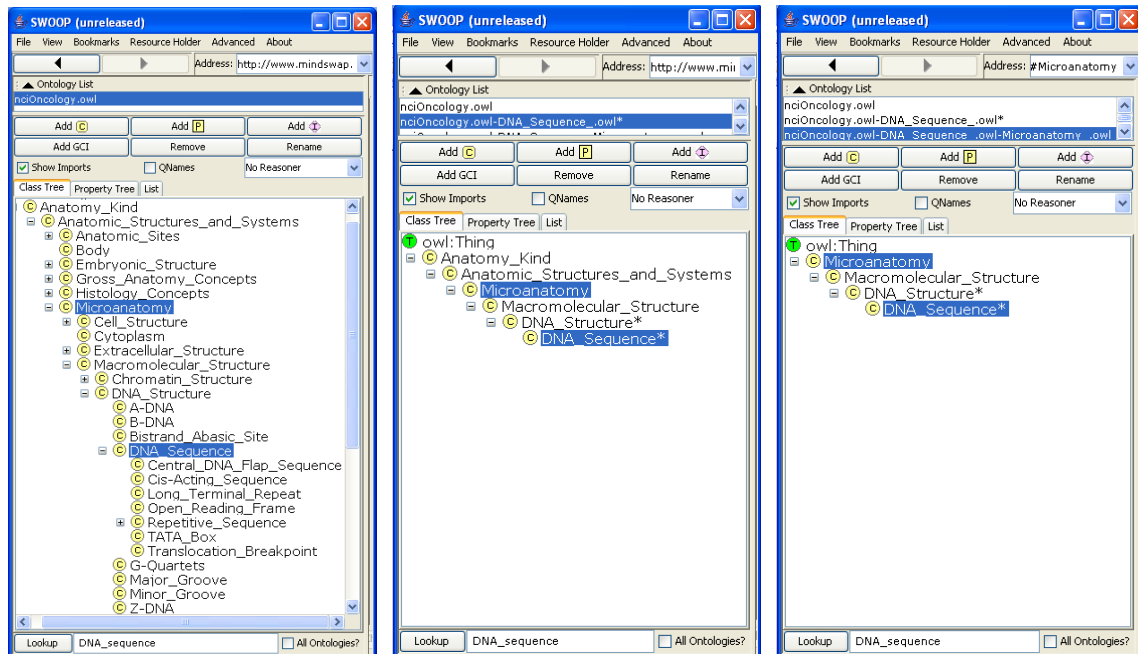 SWOOP (unreleased)
File View Bookmarks Resource Holder Advanced About
Address: http://www.mindswap.
Ontology List
nciOncology.owl
Add C Add P Add I
Add GCI Remove Rename
Show Imports QNames No Reasoner
Class Tree Property Tree List
C Anatomy_Kind
C Anatomic_Structures_and_Systems
C Anatomic_Sites
C Body
C Embryonic_Structure
C Gross_Anatomy_Concepts
C Histology_Concepts
C Microanatomy
C Cell_Structure
C Cytoplasm
C Extracellular_Structure
C Macromolecular_Structure
C Chromatin_Structure
C DNA_Structure
C A-DNA
C B-DNA
C Bistrand_Abasic_Site
C DNA_Sequence
C Central_DNA_Flap_Sequence
C Cis-Acting_Sequence
C Long_Terminal_Repeat
C Open_Reading_Frame
C Repetitive_Sequence
C TATA_Box
C Translocation_Breakpoint
C G-Quartets
C Major_Groove
C Minor_Groove
C Z-DNA
Lookup DNA_sequence All Ontologies?
SWOOP (unreleased)
File View Bookmarks Resource Holder Advanced About
Address: http://www.mii
Ontology List
nciOncology.owl
nciOncology.owl-DNA_Sequence_.owl*
Add C Add P Add I
Add GCI Remove Rename
Show Imports QNames No Reasoner
Class Tree Property Tree List
T owl:Thing
C Anatomy_Kind
C Anatomic_Structures_and_Systems
C Microanatomy
C Macromolecular_Structure
C DNA_Structure*
C DNA_Sequence*
Lookup DNA_sequence All Ontologies?
SWOOP (unreleased)
File View Bookmarks Resource Holder Advanced About
Address: #Microanatomy
Ontology List
nciOncology.owl
nciOncology.owl-DNA_Sequence_.owl*
nciOncology.owl-DNA_Sequence_.owl-Microanatomy_.owl
Add C Add P Add I
Add GCI Remove Rename
Show Imports QNames No Reasoner
Class Tree Property Tree List
T owl:Thing
C Microanatomy
C Macromolecular_Structure
C DNA_Structure*
C DNA_Sequence*
Lookup DNA_sequence All Ontologies?